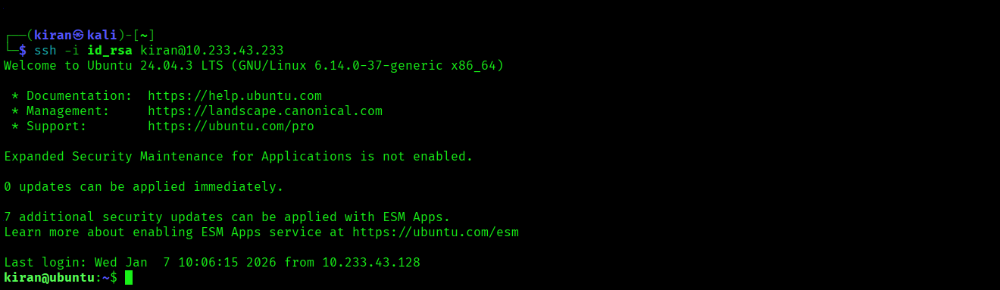 ┌──(kiran㉿kali)-[~]
└─$ ssh -i id_rsa kiran@10.233.43.233
Welcome to Ubuntu 24.04.3 LTS (GNU/Linux 6.14.0-37-generic x86_64)
* Documentation:  https://help.ubuntu.com
* Management:     https://landscape.canonical.com
* Support:        https://ubuntu.com/pro
Expanded Security Maintenance for Applications is not enabled.
0 updates can be applied immediately.
7 additional security updates can be applied with ESM Apps.
Learn more about enabling ESM Apps service at https://ubuntu.com/esm
Last login: Wed Jan  7 10:06:15 2026 from 10.233.43.128
kiran@ubuntu:~$